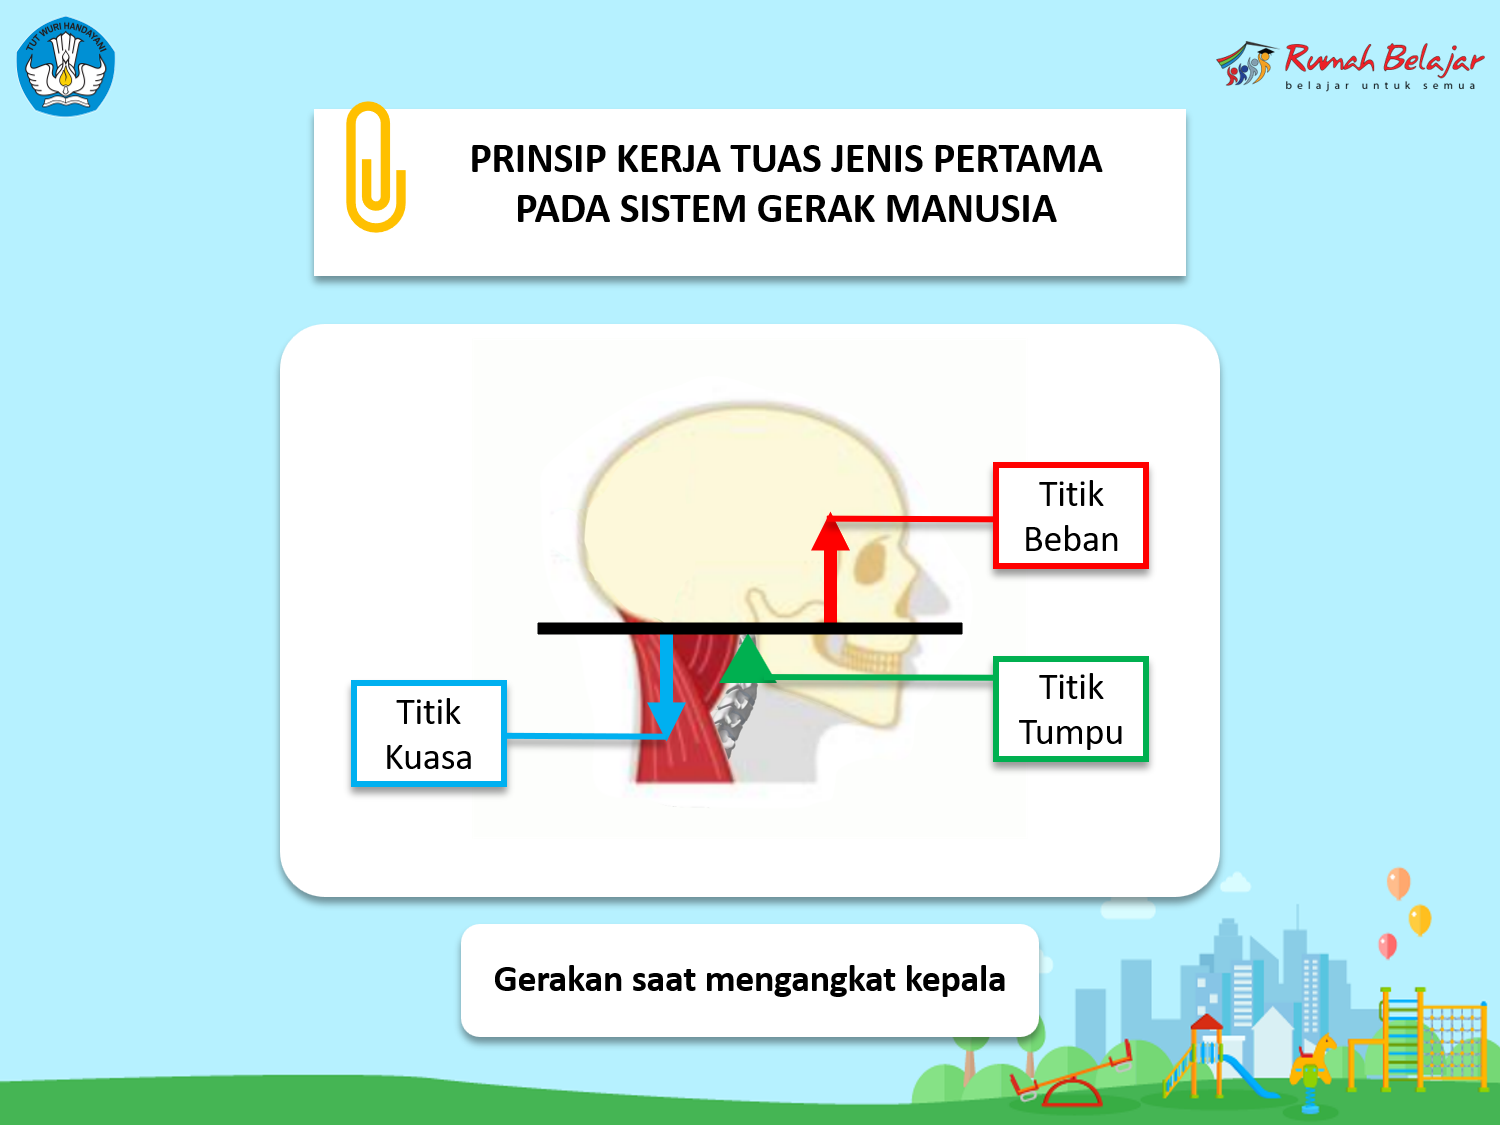 TUT WURI HANDAYANI
Rumah Belajar
belajar untuk semua
PRINSIP KERJA TUAS JENIS PERTAMA
PADA SISTEM GERAK MANUSIA
Titik
Beban
Titik
Tumpu
Titik
Kuasa
Gerakan saat mengangkat kepala